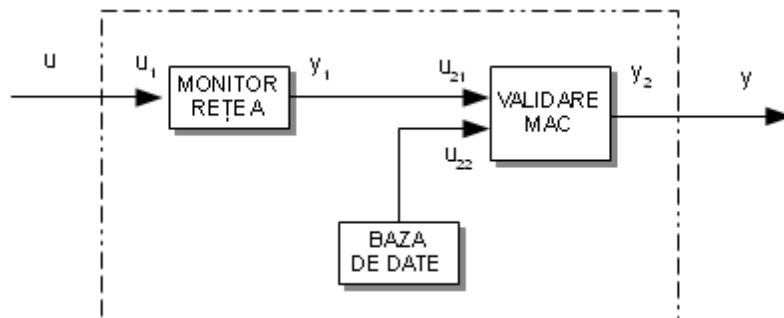 u
u₁
MONITOR
REȚEA
y₁
u₂₁
VALIDARE
MAC
y₂
y
u₂₂
BAZA
DE DATE